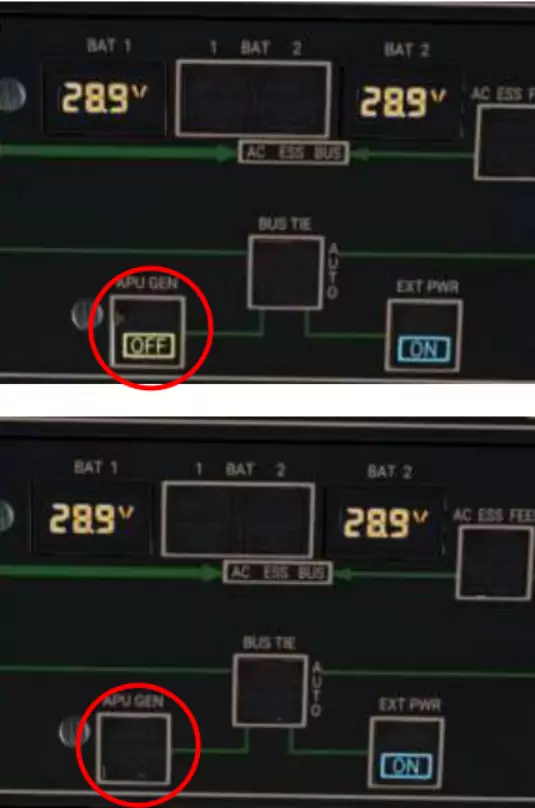 BAT 1 1 BAT 2 BAT 2
28.9V 28.9V AC ESS F
AC ESS BUS
BUS TIE
AUTO
APU GEN EXT PWR
OFF ON
BAT 1 1 BAT 2 BAT 2
28.9V 28.9V AC ESS FEE
AC ESS BUS
BUS TIE
AUTO
APU GEN EXT PWR
ON